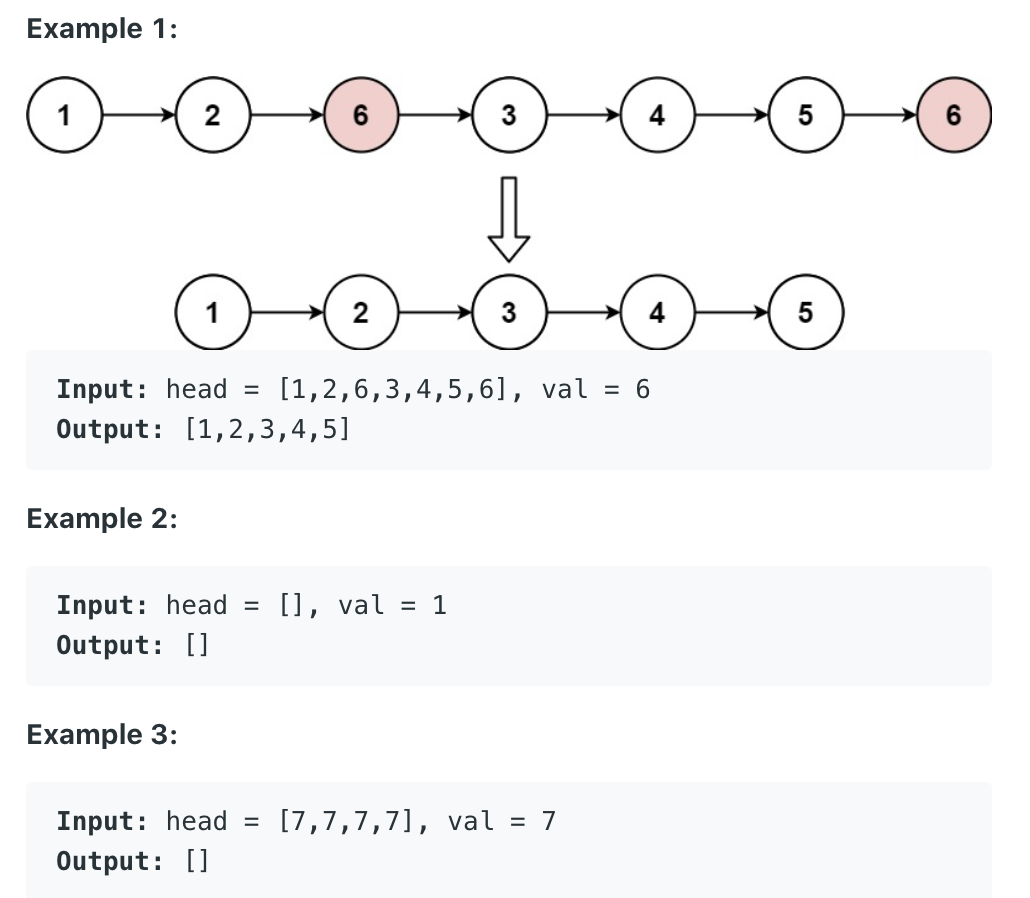 Example 1:
1 2 6 3 4 5 6
1 2 3 4 5
Input: head = [1,2,6,3,4,5,6], val = 6
Output: [1,2,3,4,5]
Example 2:
Input: head = [], val = 1
Output: []
Example 3:
Input: head = [7,7,7,7], val = 7
Output: []